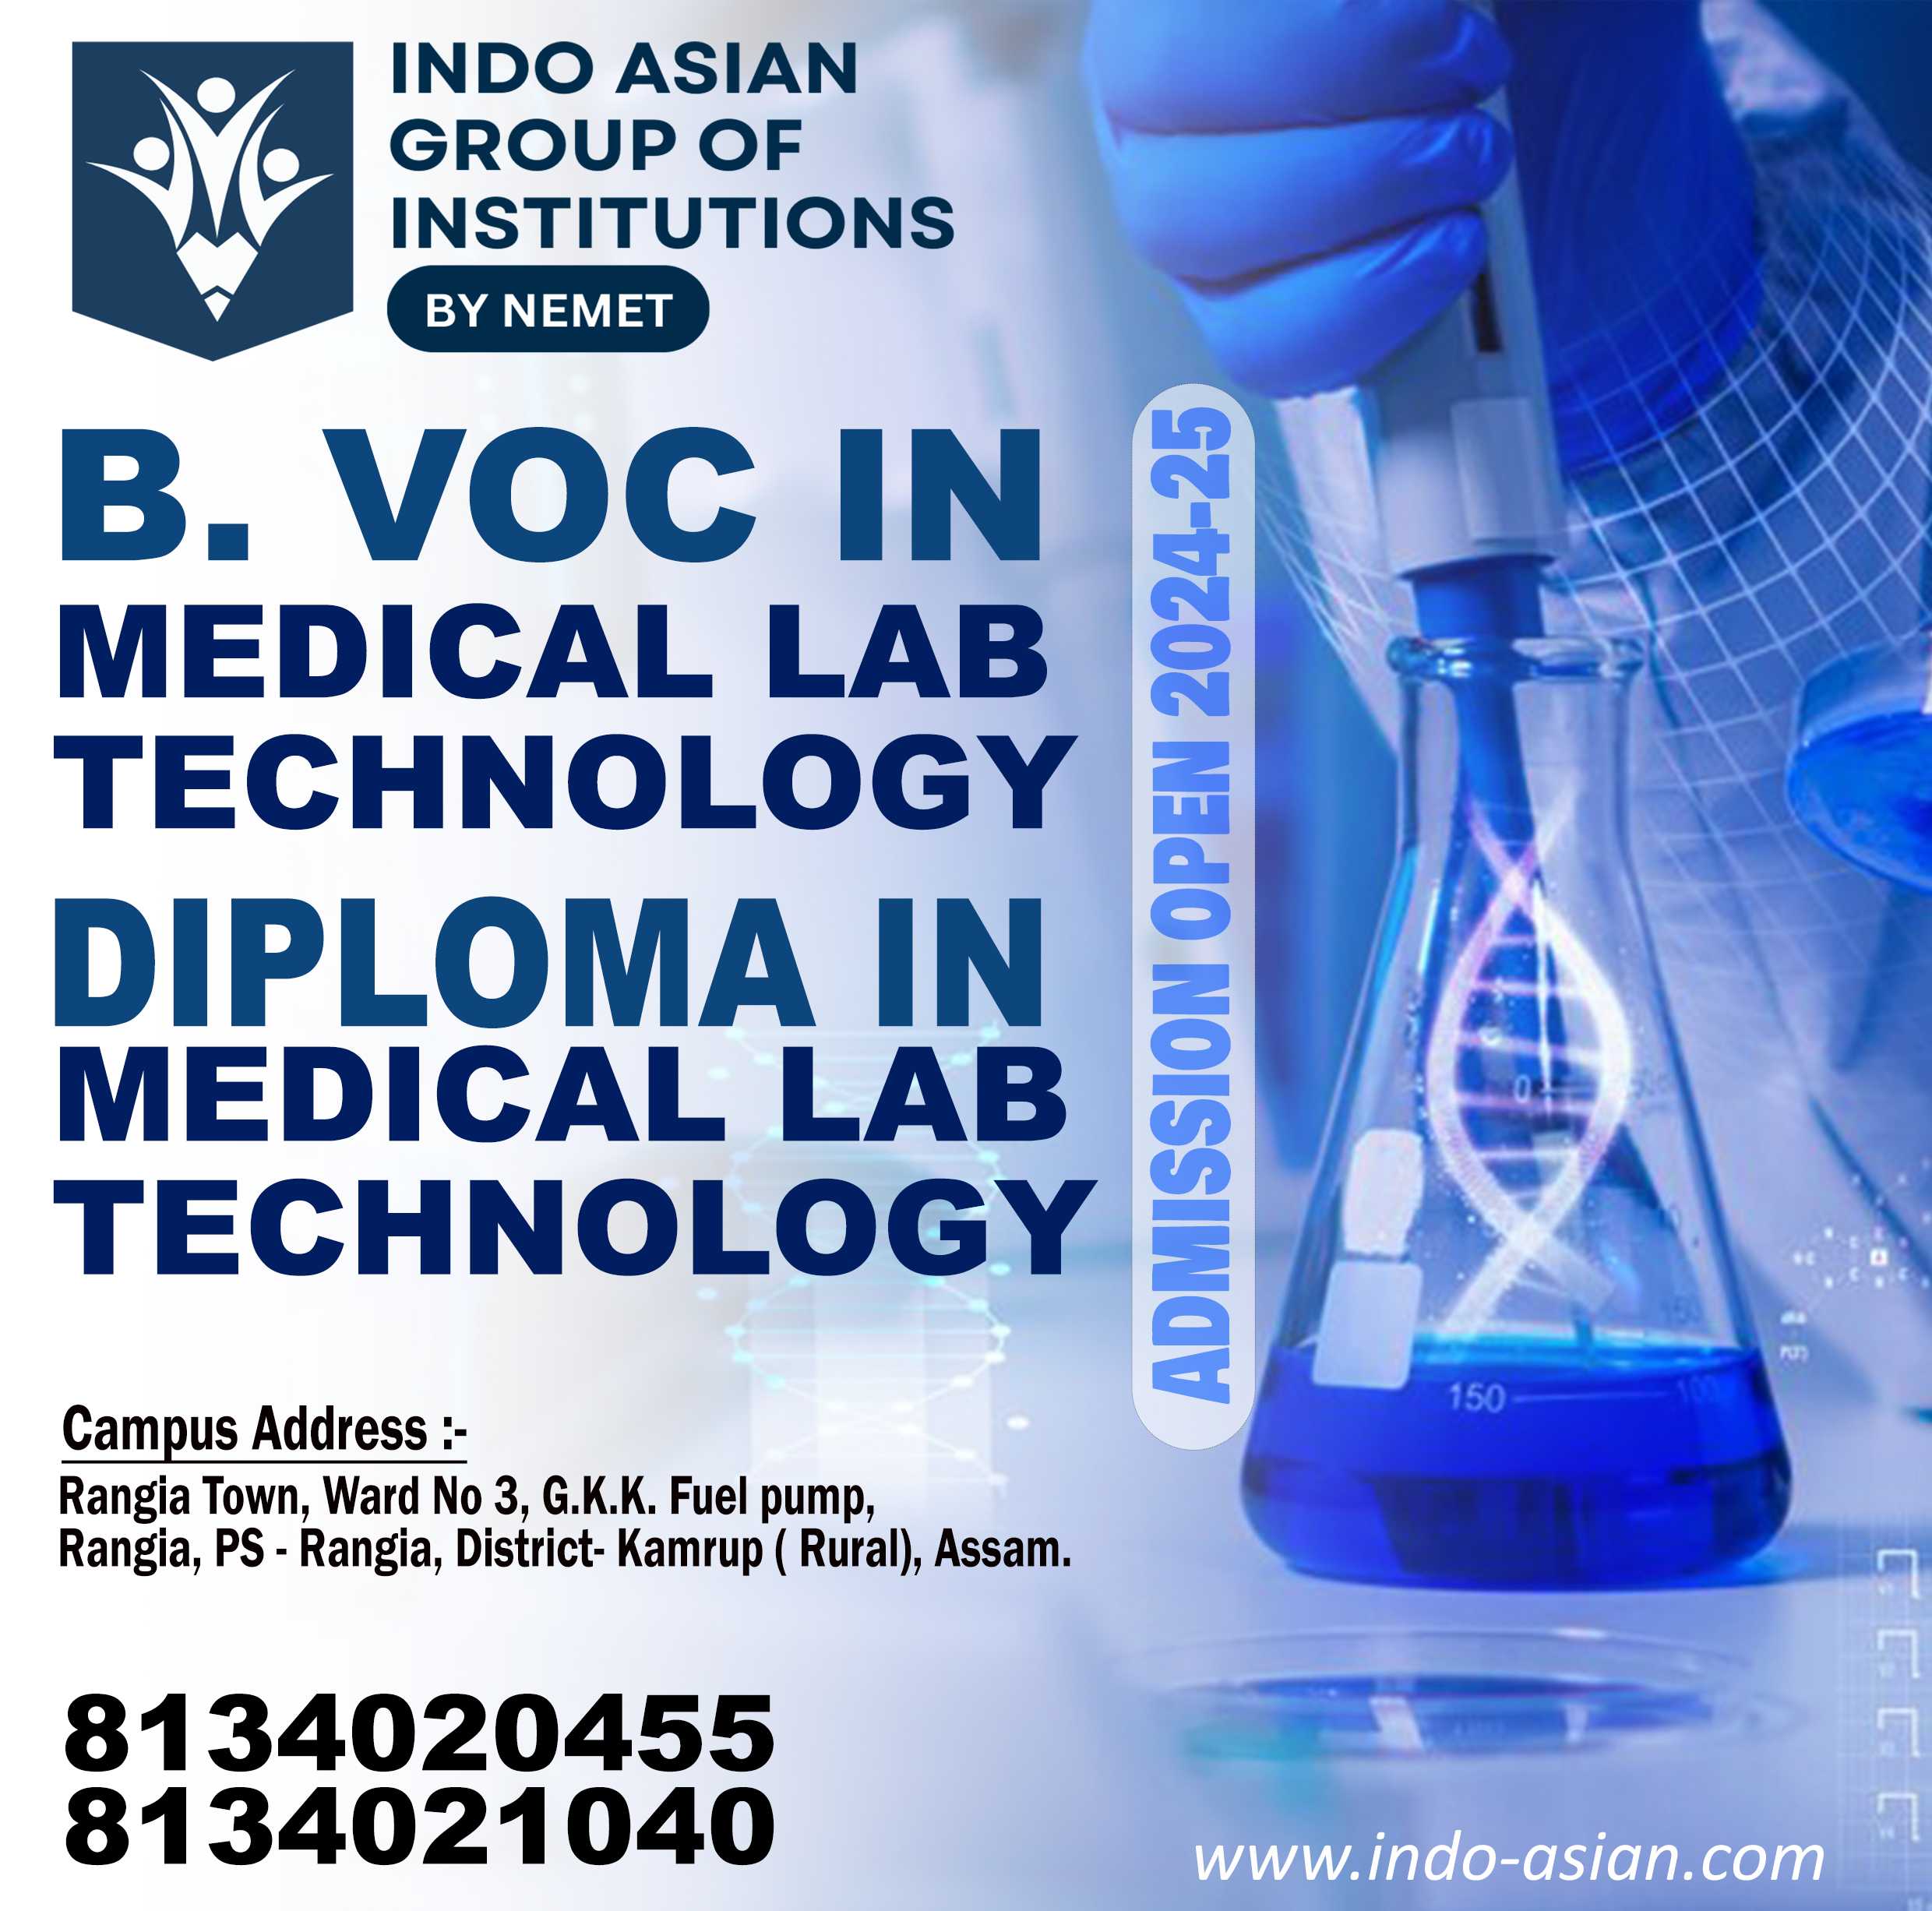 INDO ASIAN
GROUP OF
INSTITUTIONS
BY NEMET
B. VOC IN
MEDICAL LAB
TECHNOLOGY
DIPLOMA IN
MEDICAL LAB
TECHNOLOGY
ADMISSION OPEN 2024-25
Campus Address :-
Rangia Town, Ward No 3, G.K.K. Fuel pump,
Rangia, PS - Rangia, District- Kamrup ( Rural), Assam.
8134020455
8134021040
150
100
www.indo-asian.com